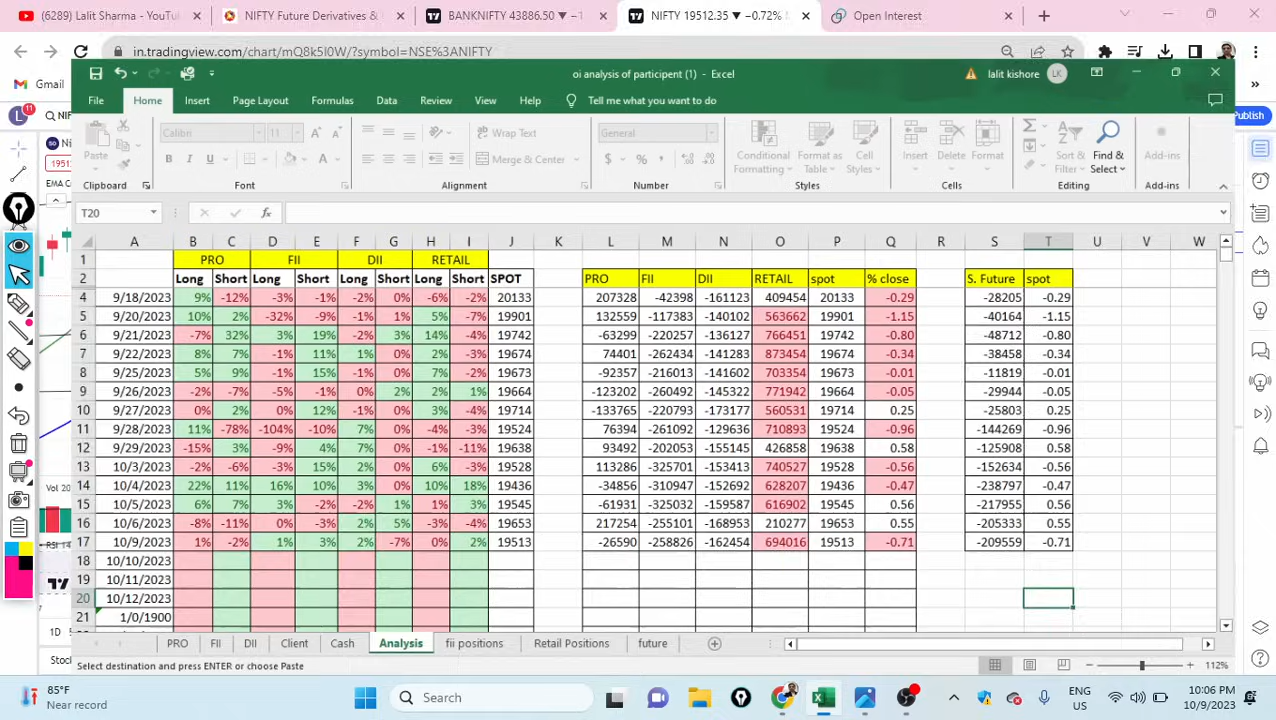 (6289) Lalit Sharma - YouTube
NIFTY Future Derivatives &
BANKNIFTY 43886.50 ▼ −1
NIFTY 19512.35 ▼ −0.72%
Open Interest
in.tradingview.com/chart/mQ8k5I0W/?symbol=NSE%3ANIFTY
Gmail
oi analysis of participent (1) - Excel
lalit kishore LK
File Home Insert Page Layout Formulas Data Review View Help Tell me what you want to do
L 11 NIF
Publish
Paste
Calibri 11
Wrap Text
Merge & Center
General
Conditional Formatting
Format as Table
Cell Styles
Insert Delete Format
Sort & Filter
Find & Select
Add-ins
Clipboard Font Alignment Number Styles Cells Editing Add-ins
T20
A B C D E F G H I J K L M N O P Q R S T U V W
1 PRO FII DII RETAIL
2 Long Short Long Short Long Short Long Short SPOT PRO FII DII RETAIL spot % close S. Future spot
4 9/18/2023 9% -12% -3% -1% -2% 0% -6% -2% 20133 207328 -42398 -161123 409454 20133 -0.29 -28205 -0.29
5 9/20/2023 10% 2% -32% -9% -1% 1% 5% -7% 19901 132559 -117383 -140102 563662 19901 -1.15 -40164 -1.15
6 9/21/2023 -7% 32% 3% 19% -2% 3% 14% -4% 19742 -63299 -220257 -136127 766451 19742 -0.80 -48712 -0.80
7 9/22/2023 8% 7% -1% 11% 1% 0% 2% -3% 19674 74401 -262434 -141283 873454 19674 -0.34 -38458 -0.34
8 9/25/2023 5% 9% -1% 15% -1% 0% 7% -2% 19673 -92357 -216013 -141602 703354 19673 -0.01 -11819 -0.01
9 9/26/2023 -2% -7% -5% -1% 0% 2% 2% 1% 19664 -123202 -260492 -145322 771942 19664 -0.05 -29944 -0.05
10 9/27/2023 0% 2% 0% 12% -1% 0% 3% -4% 19714 -133765 -220793 -173177 560531 19714 0.25 -25803 0.25
11 9/28/2023 11% -78% -104% -10% 7% 0% -4% -3% 19524 76394 -261092 -129636 710893 19524 -0.96 -144269 -0.96
12 9/29/2023 -15% 3% -9% 4% 7% 0% -1% -11% 19638 93492 -202053 -155145 426858 19638 0.58 -125908 0.58
13 10/3/2023 -2% -6% -3% 15% 2% 0% 6% -3% 19528 113286 -325701 -153413 740527 19528 -0.56 -152634 -0.56
14 10/4/2023 22% 11% 16% 10% 3% 0% 10% 18% 19436 -34856 -310947 -152692 628207 19436 -0.47 -238797 -0.47
15 10/5/2023 6% 7% 3% -2% -2% 1% 1% 3% 19545 -61931 -325032 -159587 616902 19545 0.56 -217955 0.56
16 10/6/2023 -8% -11% 0% -3% 2% 5% -3% -4% 19653 217254 -255101 -168953 210277 19653 0.55 -205333 0.55
17 10/9/2023 1% -2% 1% 3% 2% -7% 0% 2% 19513 -26590 -258826 -162454 694016 19513 -0.71 -209559 -0.71
18 10/10/2023
19 10/11/2023
20 10/12/2023
21 1/0/1900
PRO FII DII Client Cash Analysis fii positions Retail Positions future
Select destination and press ENTER or choose Paste
112%
EMA C
Vol 20
RSI 14
1D
Stoc
85°F
Near record
Search
ENG
US
10:06 PM
10/9/2023